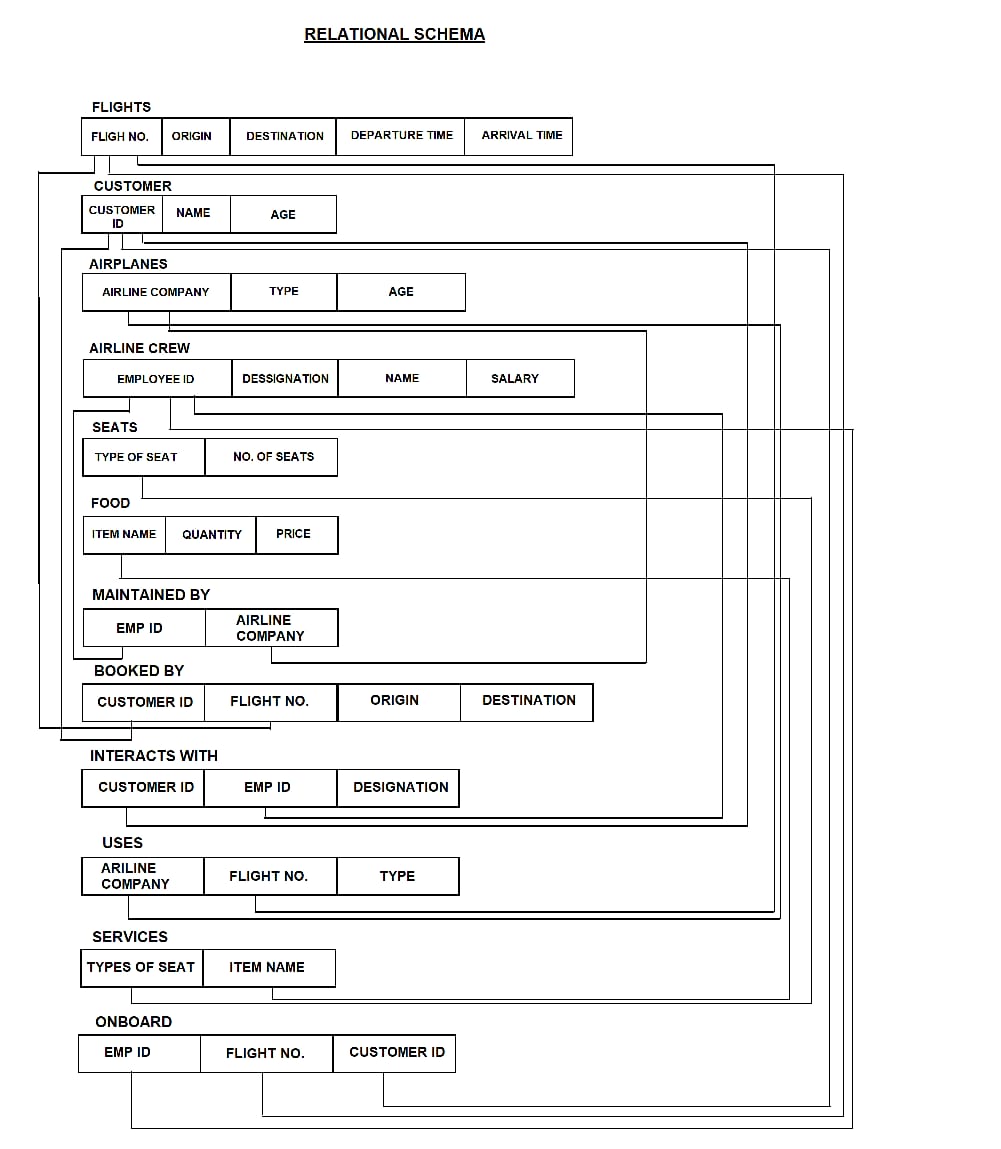 RELATIONAL SCHEMA
FLIGHTS
FLIGH NO. ORIGIN DESTINATION DEPARTURE TIME ARRIVAL TIME
CUSTOMER
CUSTOMER
ID
NAME AGE
AIRPLANES
AIRLINE COMPANY TYPE AGE
AIRLINE CREW
EMPLOYEE ID DESSIGNATION NAME SALARY
SEATS
TYPE OF SEAT NO. OF SEATS
FOOD
ITEM NAME QUANTITY PRICE
MAINTAINED BY
EMP ID
AIRLINE
COMPANY
BOOKED BY
CUSTOMER ID FLIGHT NO. ORIGIN DESTINATION
INTERACTS WITH
CUSTOMER ID EMP ID DESIGNATION
USES
ARILINE
COMPANY
FLIGHT NO. TYPE
SERVICES
TYPES OF SEAT ITEM NAME
ONBOARD
EMP ID FLIGHT NO. CUSTOMER ID